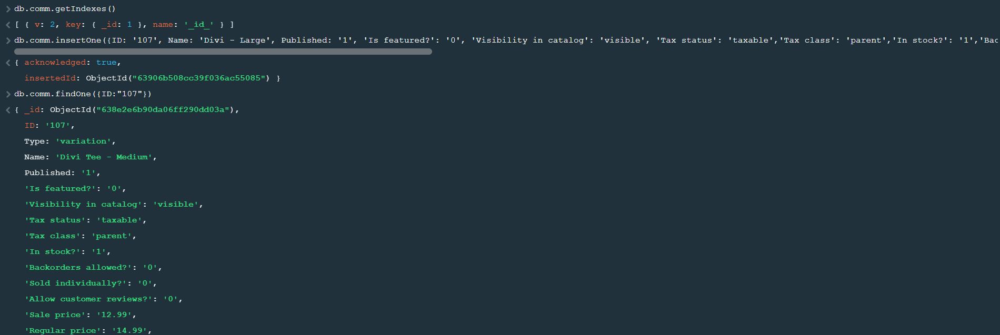 > db.comm.getIndexes()
< [ { v: 2, key: { _id: 1 }, name: '_id_' } ]
> db.comm.insertOne({ID: '107', Name: 'Divi - Large', Published: '1', 'Is featured?': '0', 'Visibility in catalog': 'visible', 'Tax status': 'taxable','Tax class': 'parent','In stock?': '1','Bac
< { acknowledged: true,
insertedId: ObjectId("63906b508cc39f036ac55085") }
> db.comm.findOne({ID:"107"})
< { _id: ObjectId("638e2e6b90da06ff290dd03a"),
ID: '107',
Type: 'variation',
Name: 'Divi Tee - Medium',
Published: '1',
'Is featured?': '0',
'Visibility in catalog': 'visible',
'Tax status': 'taxable',
'Tax class': 'parent',
'In stock?': '1',
'Backorders allowed?': '0',
'Sold individually?': '0',
'Allow customer reviews?': '0',
'Sale price': '12.99',
'Regular price': '14.99',